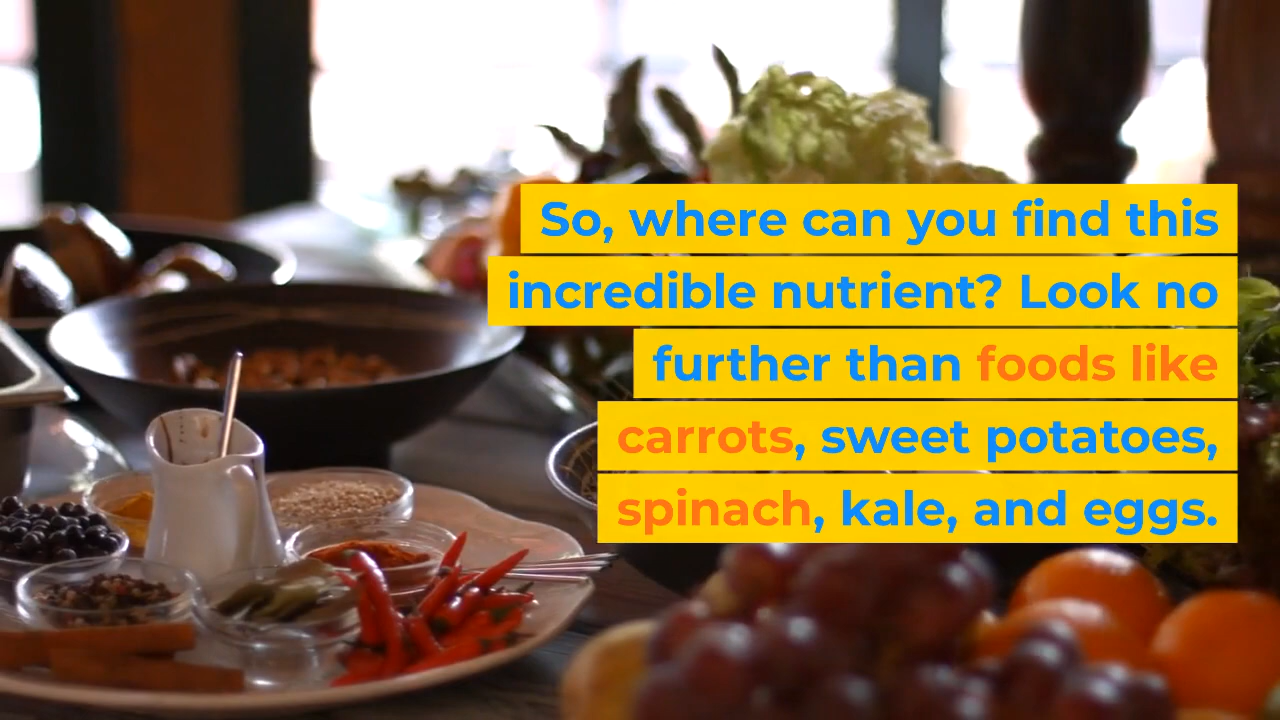 So, where can you find this
incredible nutrient? Look no
further than foods like
carrots, sweet potatoes,
spinach, kale, and eggs.